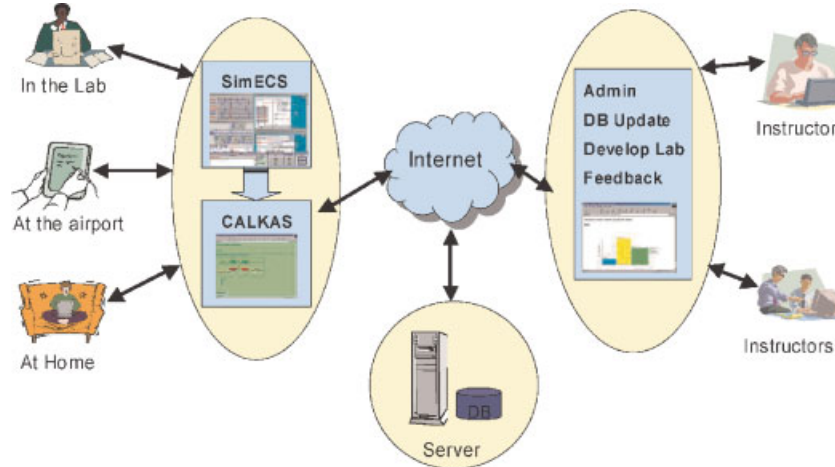 In the Lab
At the airport
At Home
SimECS
CALKAS
Internet
DB
Server
Admin
DB Update
Develop Lab
Feedback
Instructor
Instructors